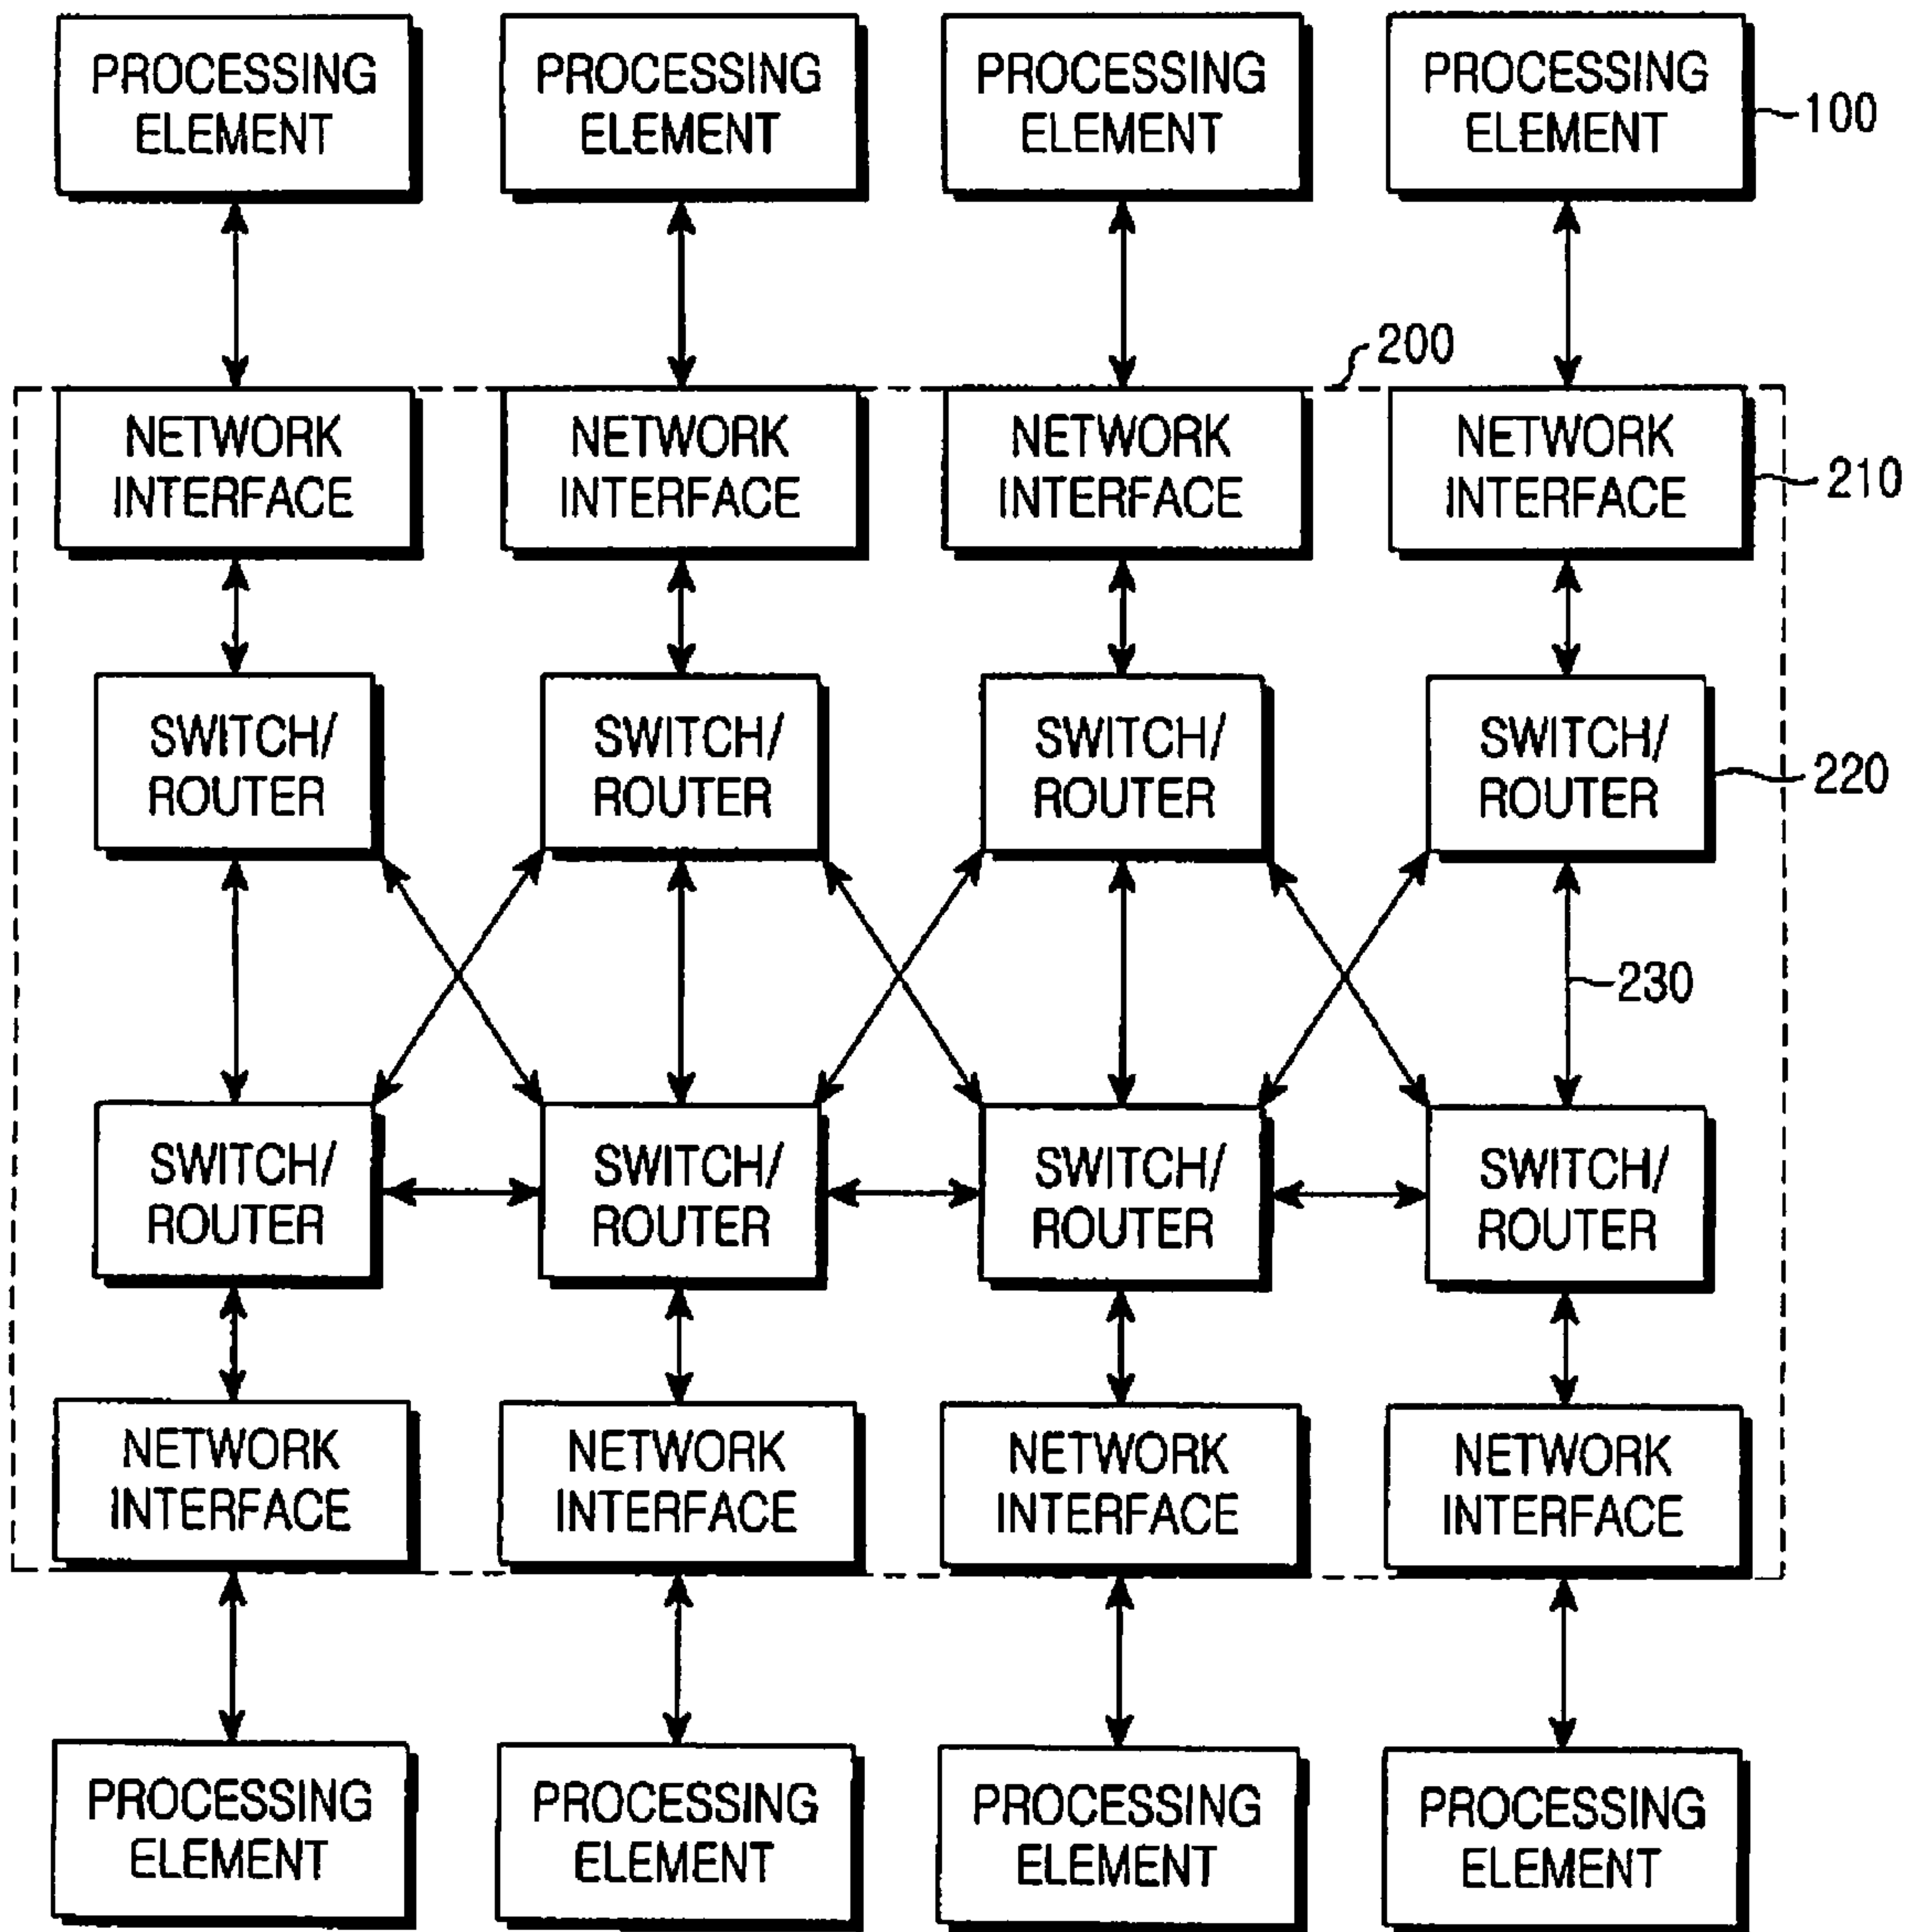 PROCESSING
ELEMENT
PROCESSING
ELEMENT
PROCESSING
ELEMENT
PROCESSING
ELEMENT
100
200
NETWORK
INTERFACE
NETWORK
INTERFACE
NETWORK
INTERFACE
NETWORK
INTERFACE
210
SWITCH/
ROUTER
SWITCH/
ROUTER
SWITCH/
ROUTER
SWITCH/
ROUTER
220
230
SWITCH/
ROUTER
SWITCH/
ROUTER
SWITCH/
ROUTER
SWITCH/
ROUTER
NETWORK
INTERFACE
NETWORK
INTERFACE
NETWORK
INTERFACE
NETWORK
INTERFACE
PROCESSING
ELEMENT
PROCESSING
ELEMENT
PROCESSING
ELEMENT
PROCESSING
ELEMENT